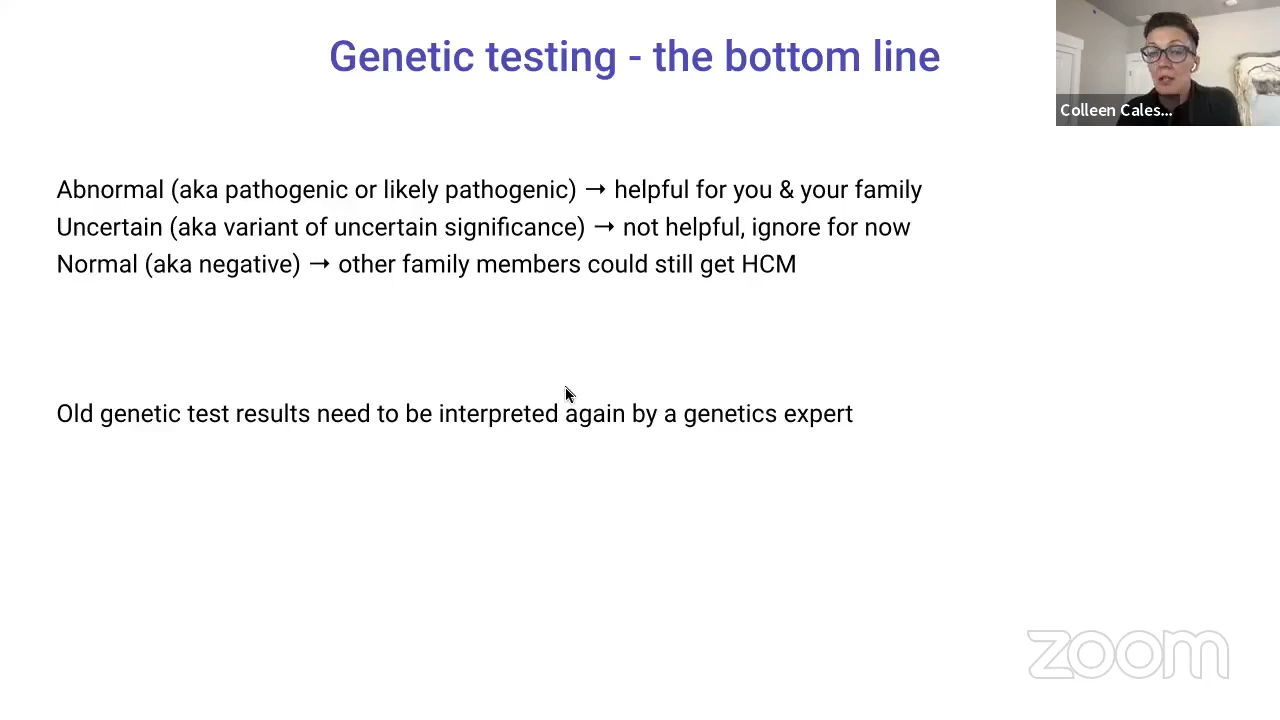 Genetic testing - the bottom line
Colleen Cales...
Abnormal (aka pathogenic or likely pathogenic) → helpful for you & your family
Uncertain (aka variant of uncertain significance) → not helpful, ignore for now
Normal (aka negative) → other family members could still get HCM
Old genetic test results need to be interpreted again by a genetics expert
zoom